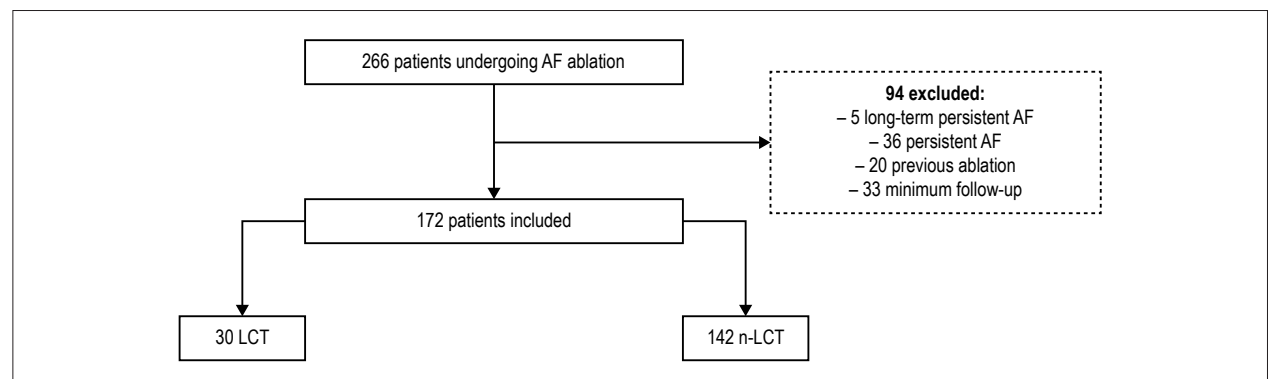 266 patients undergoing AF ablation
94 excluded:
– 5 long-term persistent AF
– 36 persistent AF
– 20 previous ablation
– 33 minimum follow-up
172 patients included
30 LCT
142 n-LCT